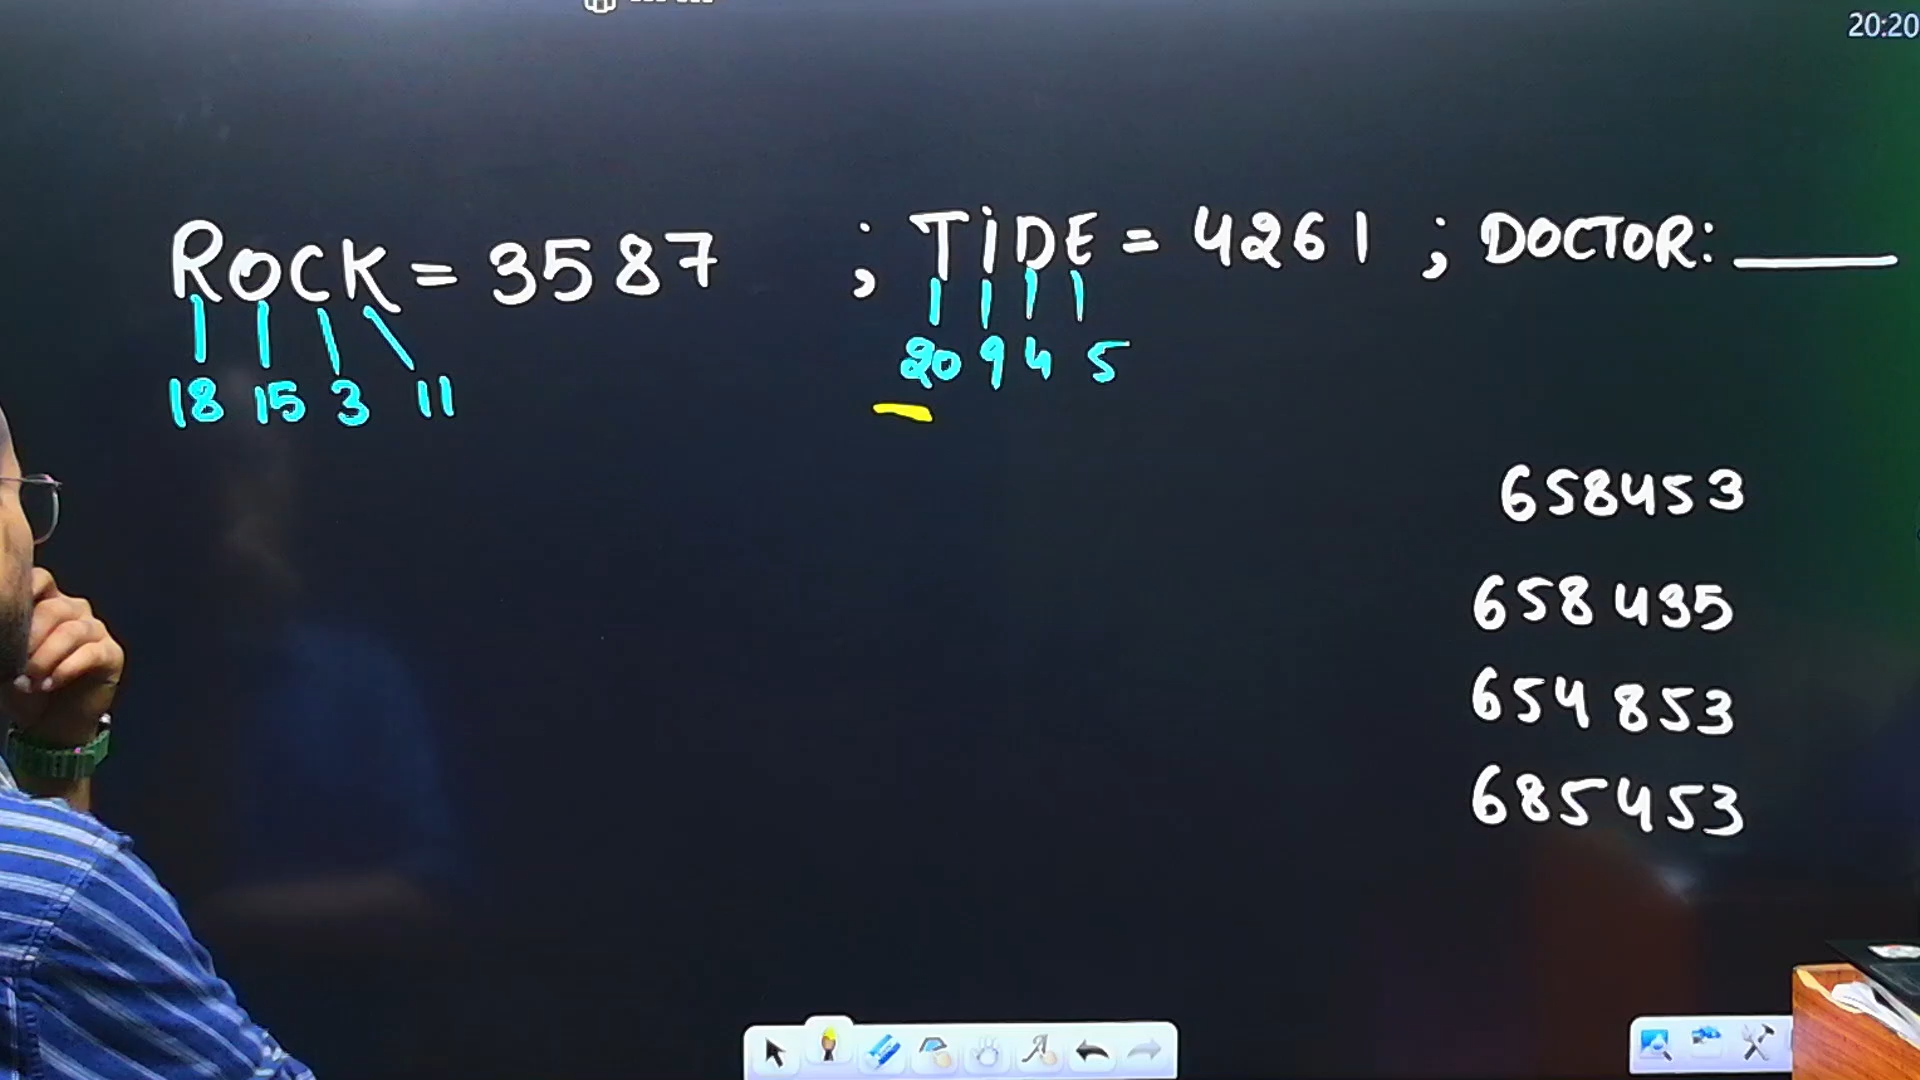 20:20
ROCK = 3587 ; TIDE = 4261 ; DOCTOR: ______
18 15 3 11 20 9 4 5
658453
658435
654853
685453